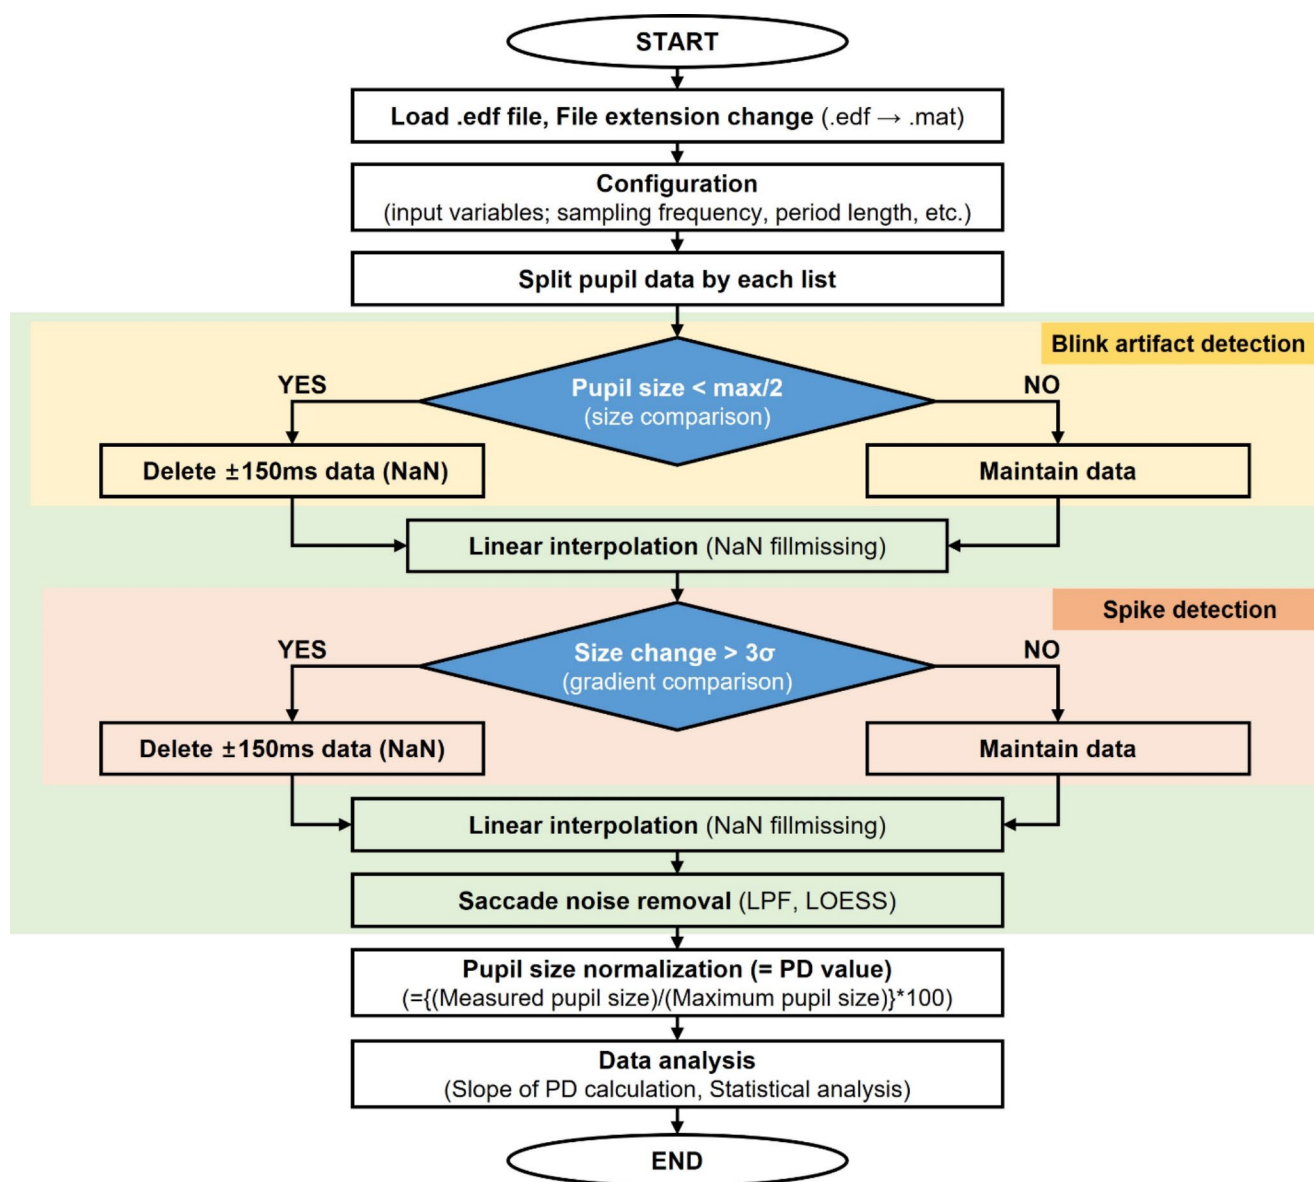 START
Load .edf file, File extension change (.edf → .mat)
Configuration
(input variables; sampling frequency, period length, etc.)
Split pupil data by each list
Blink artifact detection
YES
Pupil size < max/2
(size comparison)
NO
Delete ±150ms data (NaN)
Maintain data
Linear interpolation (NaN fillmissing)
Spike detection
YES
Size change > 3σ
(gradient comparison)
NO
Delete ±150ms data (NaN)
Maintain data
Linear interpolation (NaN fillmissing)
Saccade noise removal (LPF, LOESS)
Pupil size normalization (= PD value)
(={(Measured pupil size)/(Maximum pupil size)}*100)
Data analysis
(Slope of PD calculation, Statistical analysis)
END